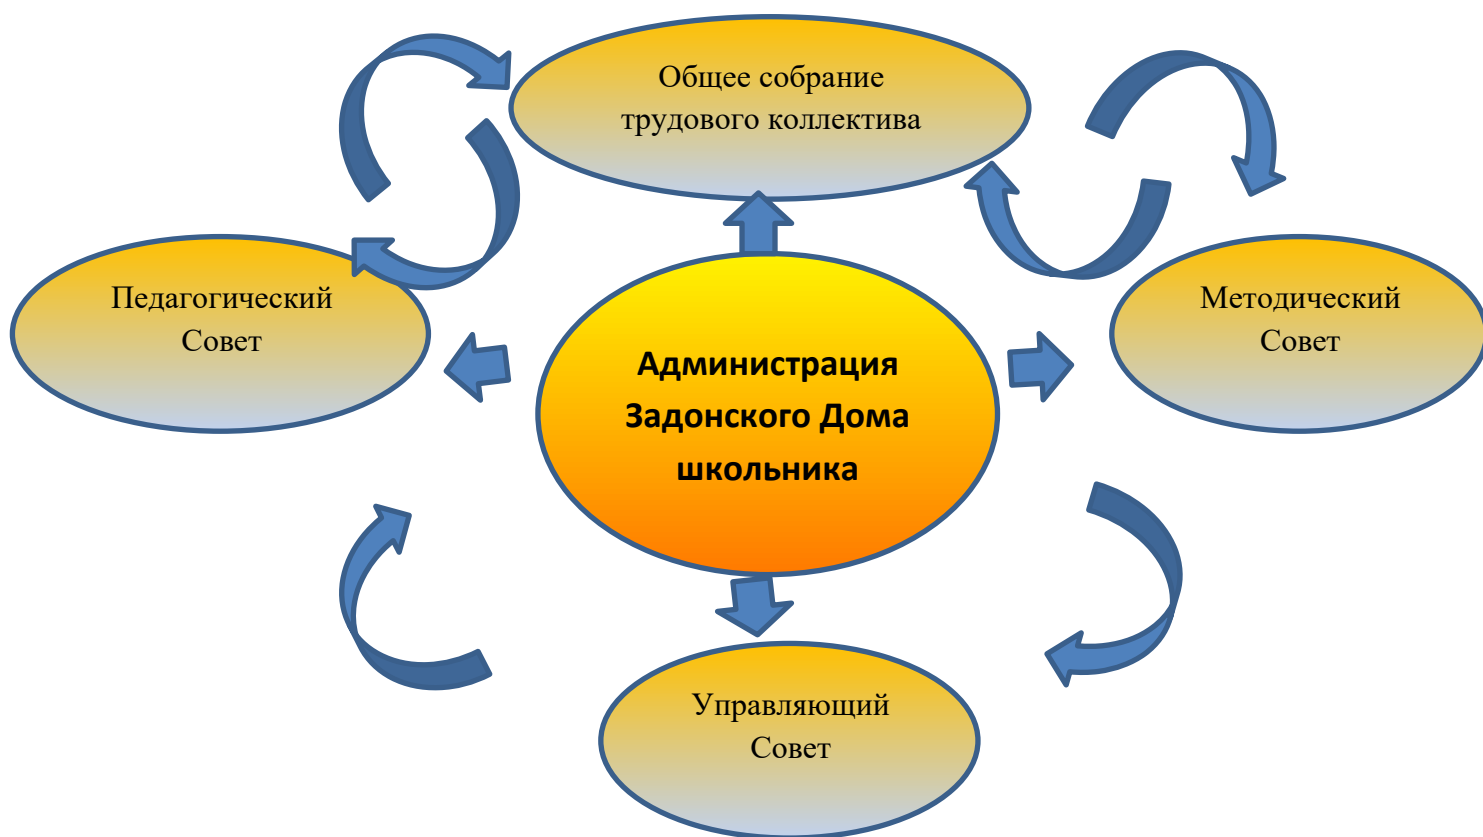 Общее собрание
трудового коллектива
Педагогический
Совет
Методический
Совет
Администрация
Задонского Дома
школьника
Управляющий
Совет